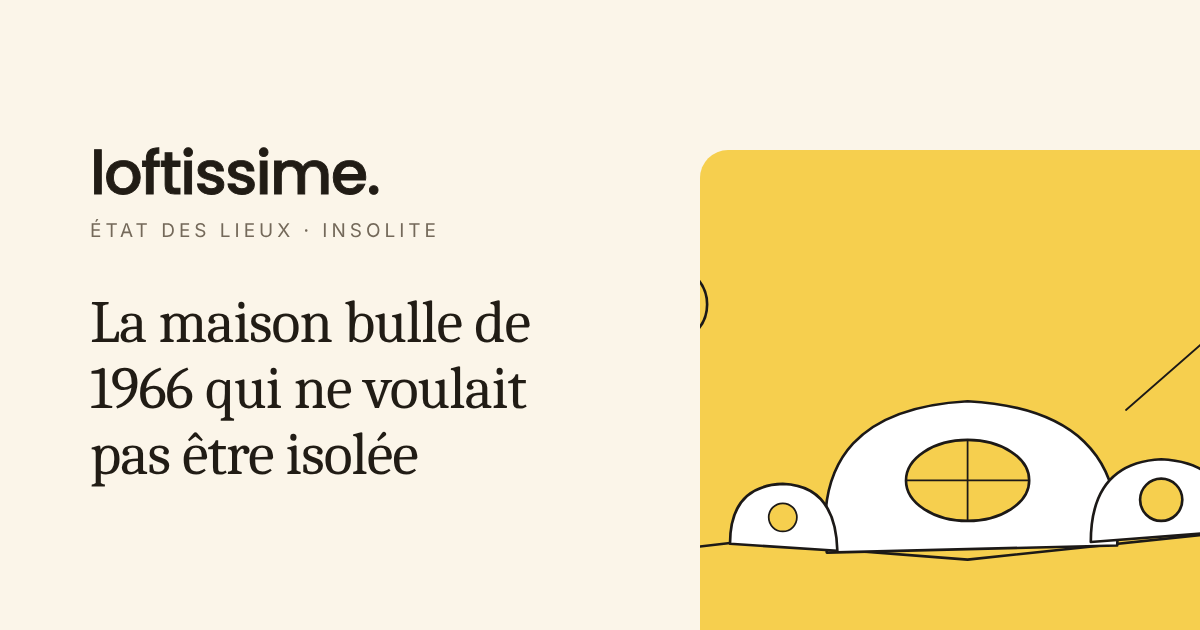 loftissime.
ÉTAT DES LIEUX · INSOLITE
La maison bulle de
1966 qui ne voulait
pas être isolée